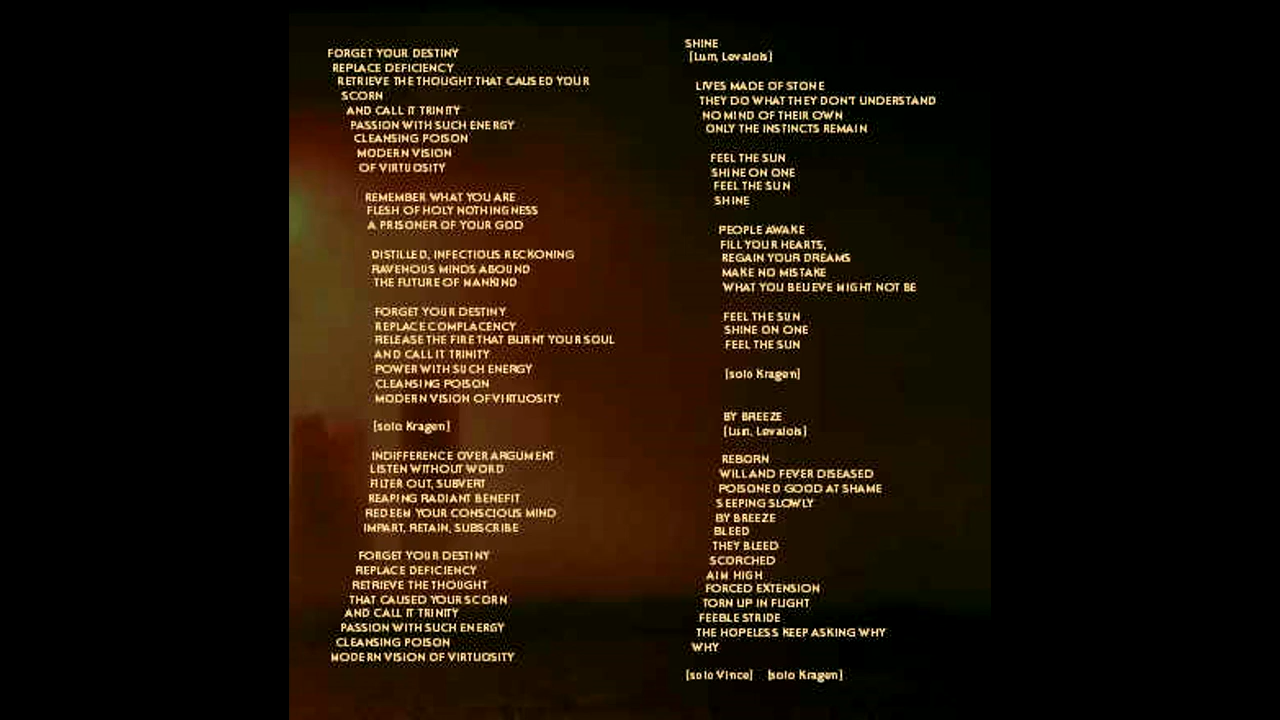 FORGET YOUR DESTINY
REPLACE DEFICIENCY
RETRIEVE THE THOUGHT THAT CAUSED YOUR
SCORN
AND CALL IT TRINITY
PASSION WITH SUCH ENERGY
CLEANSING POISON
MODERN VISION
OF VIRTUOSITY
REMEMBER WHAT YOU ARE
FLESH OF HOLY NOTHINGNESS
A PRISONER OF YOUR GOD
DISTILLED, INFECTIOUS RECKONING
RAVENOUS MINDS ABOUND
THE FUTURE OF MANKIND
FORGET YOUR DESTINY
REPLACE COMPLACENCY
RELEASE THE FIRE THAT BURNT YOUR SOUL
AND CALL IT TRINITY
POWER WITH SUCH ENERGY
CLEANSING POISON
MODERN VISION OF VIRTUOSITY
[solo Kragen]
INDIFFERENCE OVER ARGUMENT
LISTEN WITHOUT WORD
FILTER OUT, SUBVERT
REAPING RADIANT BENEFIT
REDEEM YOUR CONSCIOUS MIND
IMPART, RETAIN, SUBSCRIBE
FORGET YOUR DESTINY
REPLACE DEFICIENCY
RETRIEVE THE THOUGHT
THAT CAUSED YOUR SCORN
AND CALL IT TRINITY
PASSION WITH SUCH ENERGY
CLEANSING POISON
MODERN VISION OF VIRTUOSITY
SHINE
[Lum, Levalois]
LIVES MADE OF STONE
THEY DO WHAT THEY DON'T UNDERSTAND
NO MIND OF THEIR OWN
ONLY THE INSTINCTS REMAIN
FEEL THE SUN
SHINE ON ONE
FEEL THE SUN
SHINE
PEOPLE AWAKE
FILL YOUR HEARTS,
REGAIN YOUR DREAMS
MAKE NO MISTAKE
WHAT YOU BELIEVE MIGHT NOT BE
FEEL THE SUN
SHINE ON ONE
FEEL THE SUN
[solo Kragen]
BY BREEZE
[Lum, Levalois]
REBORN
WILL AND FEVER DISEASED
POISONED GOOD AT SHAME
SEEPING SLOWLY
BY BREEZE
BLEED
THEY BLEED
SCORCHED
AIM HIGH
FORCED EXTENSION
TORN UP IN FLIGHT
FEEBLE STRIDE
THE HOPELESS KEEP ASKING WHY
WHY
[solo Vince] [solo Kragen]